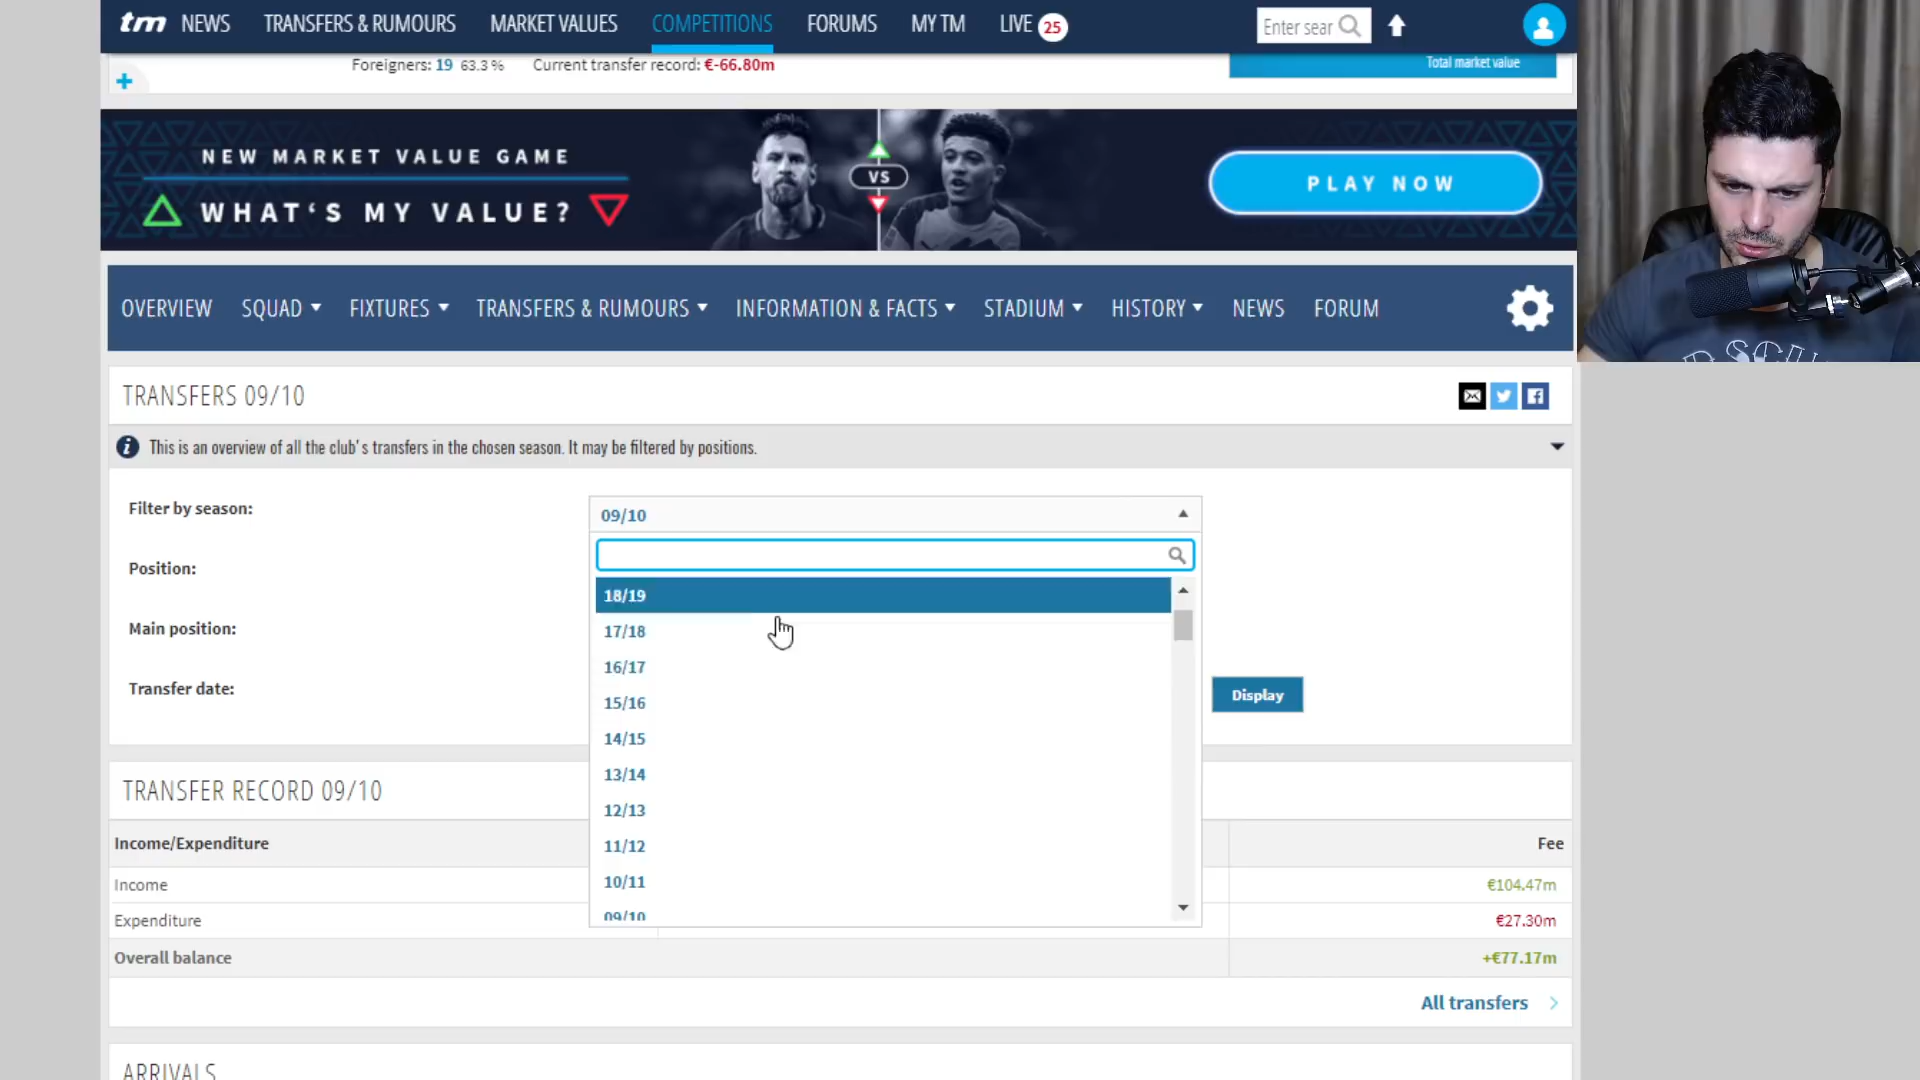 tm NEWS TRANSFERS & RUMOURS MARKET VALUES COMPETITIONS FORUMS MY TM LIVE 25 Enter sear
Foreigners: 19 63.3 % Current transfer record: €-66.80m Total market value
NEW MARKET VALUE GAME
WHAT'S MY VALUE?
VS
PLAY NOW
OVERVIEW SQUAD FIXTURES TRANSFERS & RUMOURS INFORMATION & FACTS STADIUM HISTORY NEWS FORUM
TRANSFERS 09/10
This is an overview of all the club's transfers in the chosen season. It may be filtered by positions.
Filter by season:
09/10
18/19
17/18
16/17
15/16
14/15
13/14
12/13
11/12
10/11
09/10
Position:
Main position:
Transfer date:
Display
TRANSFER RECORD 09/10
Income/Expenditure Fee
Income €104.47m
Expenditure €27.30m
Overall balance +€77.17m
All transfers
ARRIVALS